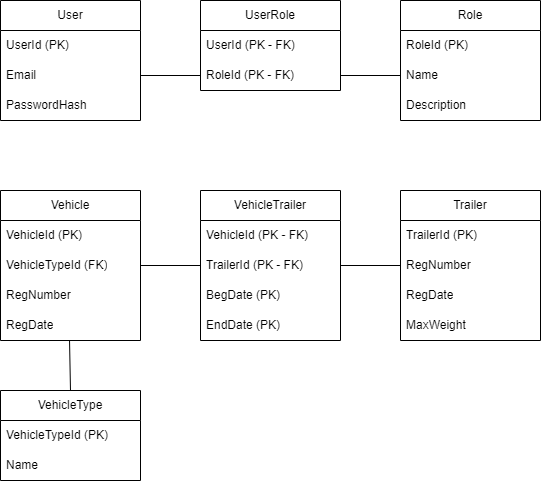 User
UserId (PK)
Email
PasswordHash
UserRole
UserId (PK - FK)
RoleId (PK - FK)
Role
RoleId (PK)
Name
Description
Vehicle
VehicleId (PK)
VehicleTypeId (FK)
RegNumber
RegDate
VehicleTrailer
VehicleId (PK - FK)
TrailerId (PK - FK)
BegDate (PK)
EndDate (PK)
Trailer
TrailerId (PK)
RegNumber
RegDate
MaxWeight
VehicleType
VehicleTypeId (PK)
Name